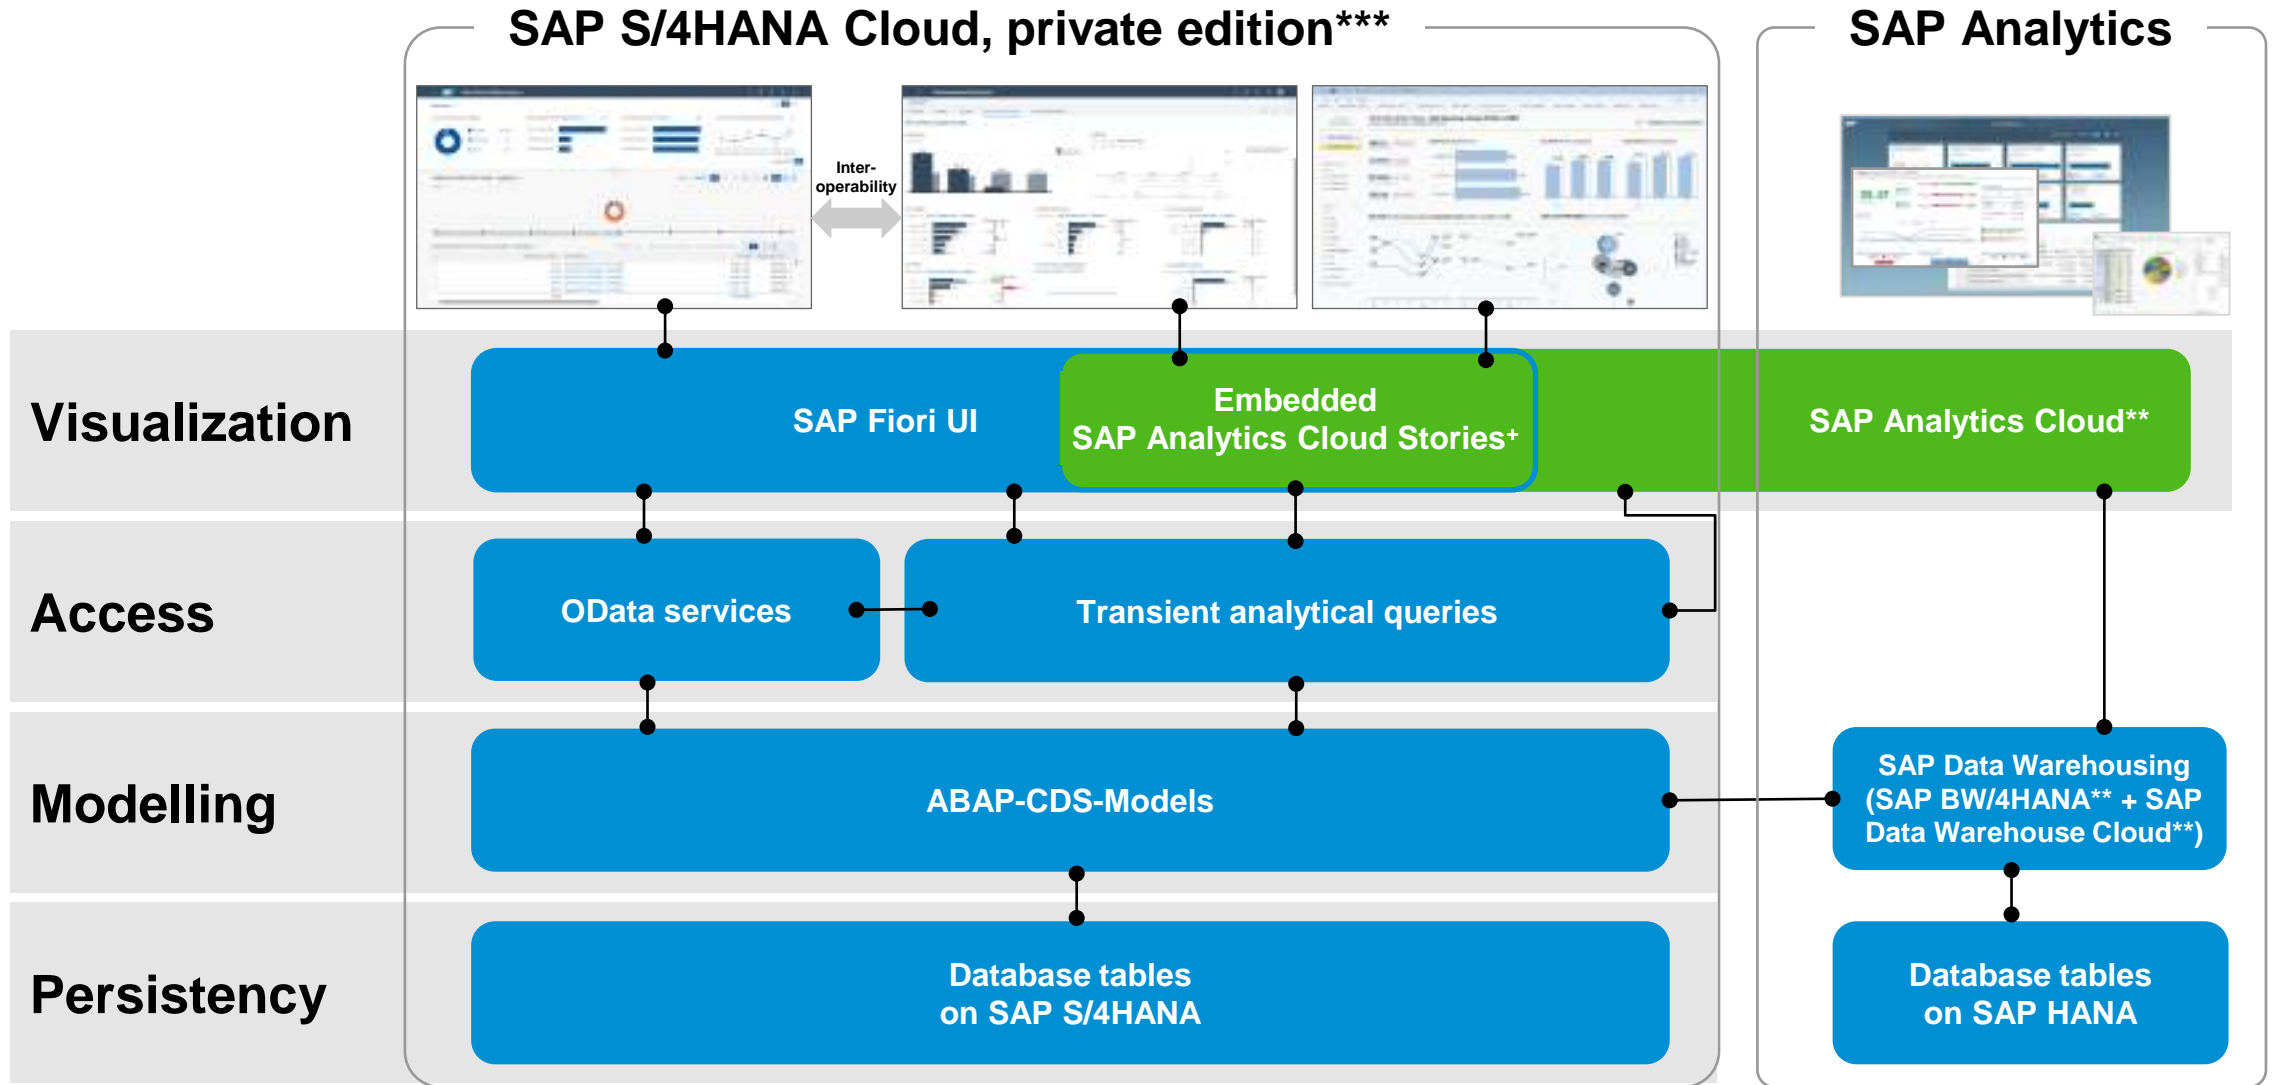 SAP S/4HANA Cloud, private edition***
SAP Analytics
Inter-
operability
Visualization
SAP Fiori UI
Embedded
SAP Analytics Cloud Stories+
SAP Analytics Cloud**
Access
OData services
Transient analytical queries
Modelling
ABAP-CDS-Models
SAP Data Warehousing
(SAP BW/4HANA** + SAP
Data Warehouse Cloud**)
Persistency
Database tables
on SAP S/4HANA
Database tables
on SAP HANA